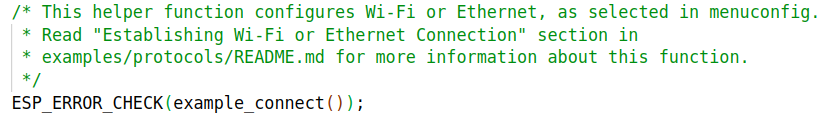 /* This helper function configures Wi-Fi or Ethernet, as selected in menuconfig.
 * Read "Establishing Wi-Fi or Ethernet Connection" section in
 * examples/protocols/README.md for more information about this function.
 */
ESP_ERROR_CHECK(example_connect());